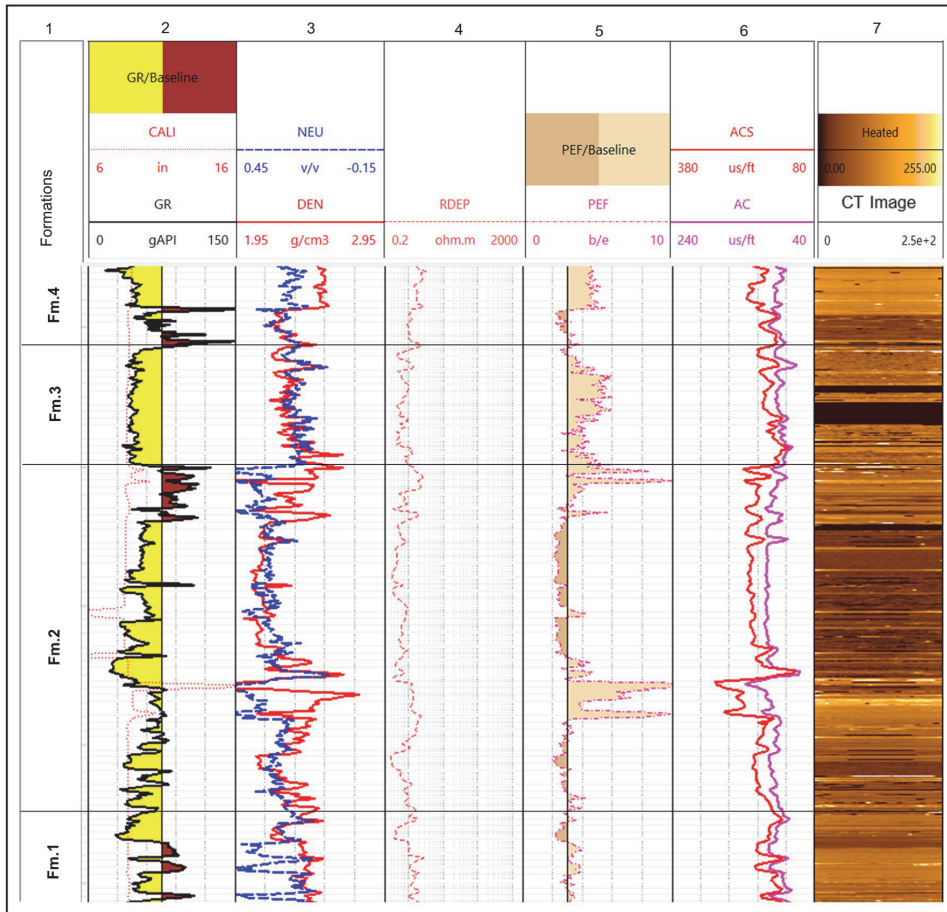 1 2 3 4 5 6 7
Formations
GR/Baseline
CALI
6 in 16
GR
0 gAPI 150
NEU
0.45 v/v -0.15
DEN
1.95 g/cm3 2.95
RDEP
0.2 ohm.m 2000
PEF/Baseline
PEF
0 b/e 10
ACS
380 us/ft 80
AC
240 us/ft 40
Heated
0.00 255.00
CT Image
0 2.5e+2
Fm.4
Fm.3
Fm.2
Fm.1